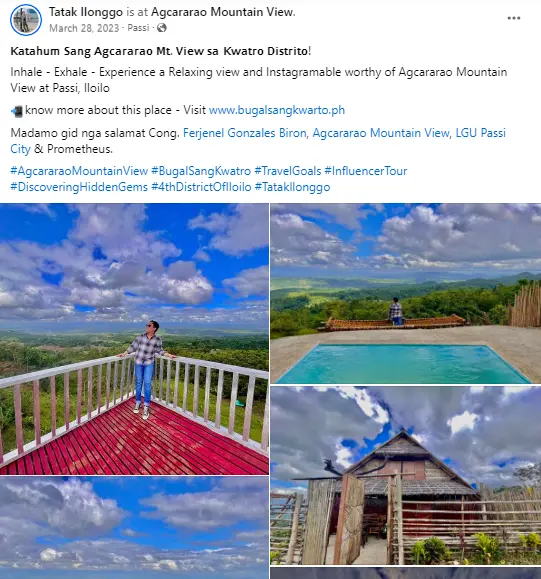 Tatak Ilonggo is at Agcararao Mountain View.
March 28, 2023 · Passi ·
Katahum Sang Agcararao Mt. View sa Kwatro Distrito!
Inhale - Exhale - Experience a Relaxing view and Instagramable worthy of Agcararao Mountain
View at Passi, Iloilo
know more about this place - Visit www.bugalsangkwarto.ph
Madamo gid nga salamat Cong. Ferjenel Gonzales Biron, Agcararao Mountain View, LGU Passi
City & Prometheus.
#AgcararaoMountainView #BugalSangKwatro #TravelGoals #InfluencerTour
#DiscoveringHiddenGems #4thDistrictOfIloilo #TatakIlonggo